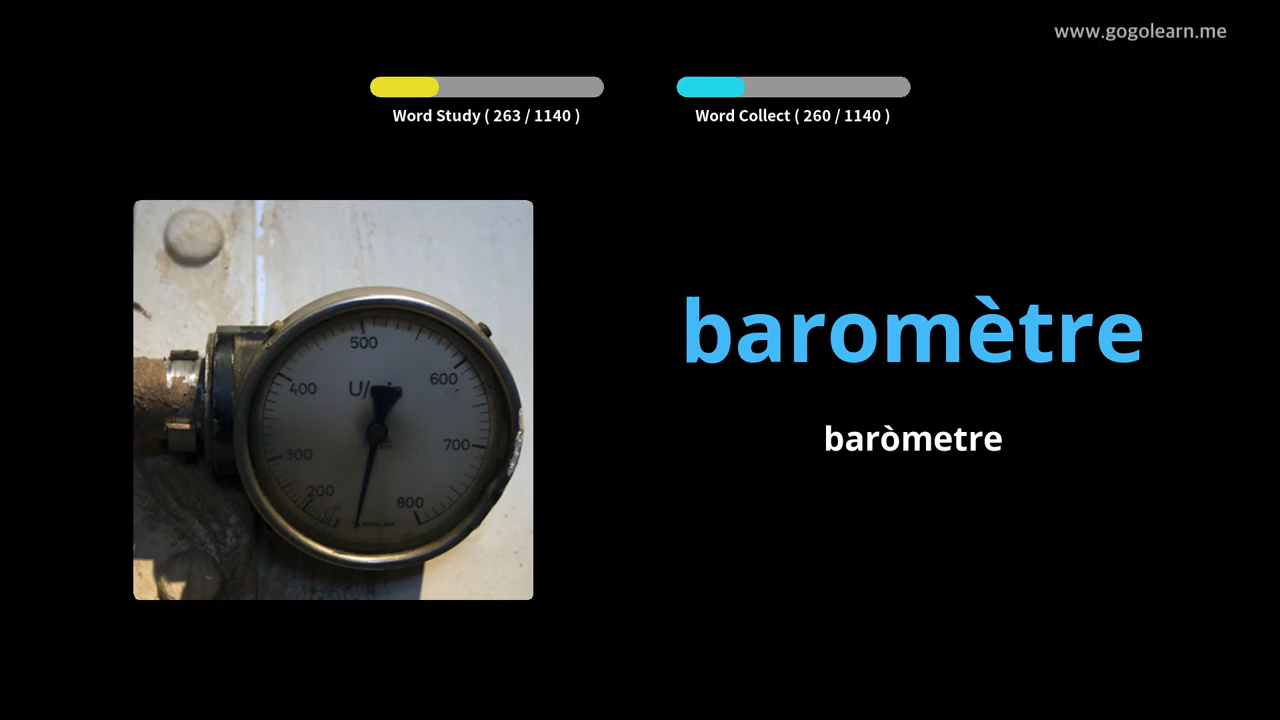 www.gogolearn.me
Word Study ( 263 / 1140 )
Word Collect ( 260 / 1140 )
500
400
600
300
700
200
800
baromètre
baròmetre